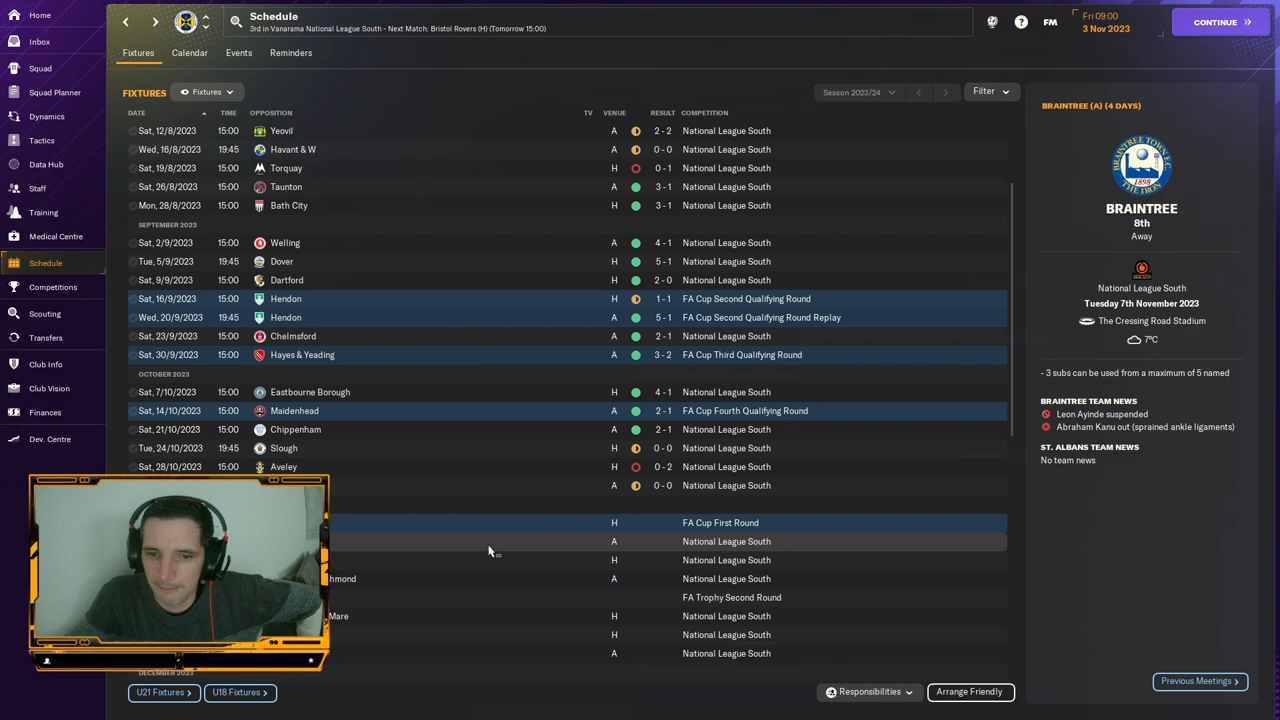 Home
Inbox
Squad
Squad Planner
Dynamics
Tactics
Data Hub
Staff
Training
Medical Centre
Schedule
Competitions
Scouting
Transfers
Club Info
Club Vision
Finances
Dev. Centre
Schedule
3rd in Vanarama National League South - Next Match: Bristol Rovers (H) (Tomorrow 15:00)
FM
Fri 09:00
3 Nov 2023
CONTINUE
Fixtures Calendar Events Reminders
FIXTURES Fixtures Season 2023/24 Filter
DATE TIME OPPOSITION TV VENUE RESULT COMPETITION
Sat, 12/8/2023 15:00 Yeovil A 2 - 2 National League South
Wed, 16/8/2023 19:45 Havant & W A 0 - 0 National League South
Sat, 19/8/2023 15:00 Torquay H 0 - 1 National League South
Sat, 26/8/2023 15:00 Taunton A 3 - 1 National League South
Mon, 28/8/2023 15:00 Bath City H 3 - 1 National League South
SEPTEMBER 2023
Sat, 2/9/2023 15:00 Welling A 4 - 1 National League South
Tue, 5/9/2023 19:45 Dover H 5 - 1 National League South
Sat, 9/9/2023 15:00 Dartford H 2 - 0 National League South
Sat, 16/9/2023 15:00 Hendon H 1 - 1 FA Cup Second Qualifying Round
Wed, 20/9/2023 19:45 Hendon A 5 - 1 FA Cup Second Qualifying Round Replay
Sat, 23/9/2023 15:00 Chelmsford A 2 - 1 National League South
Sat, 30/9/2023 15:00 Hayes & Yeading A 3 - 2 FA Cup Third Qualifying Round
OCTOBER 2023
Sat, 7/10/2023 15:00 Eastbourne Borough H 4 - 1 National League South
Sat, 14/10/2023 15:00 Maidenhead A 2 - 1 FA Cup Fourth Qualifying Round
Sat, 21/10/2023 15:00 Chippenham A 2 - 1 National League South
Tue, 24/10/2023 19:45 Slough H 0 - 0 National League South
Sat, 28/10/2023 15:00 Aveley H 0 - 2 National League South
A 0 - 0 National League South
H FA Cup First Round
A National League South
H National League South
hmond A National League South
FA Trophy Second Round
Mare H National League South
H National League South
A National League South
DECEMBER 2023
U21 Fixtures U18 Fixtures Responsibilities Arrange Friendly
BRAINTREE (A) (4 DAYS)
BRAINTREE TOWN F.C.
1898
THE IRON
BRAINTREE
8th
Away
National League South
Tuesday 7th November 2023
The Cressing Road Stadium
7°C
- 3 subs can be used from a maximum of 5 named
BRAINTREE TEAM NEWS
Leon Ayinde suspended
Abraham Kanu out (sprained ankle ligaments)
ST. ALBANS TEAM NEWS
No team news
Previous Meetings